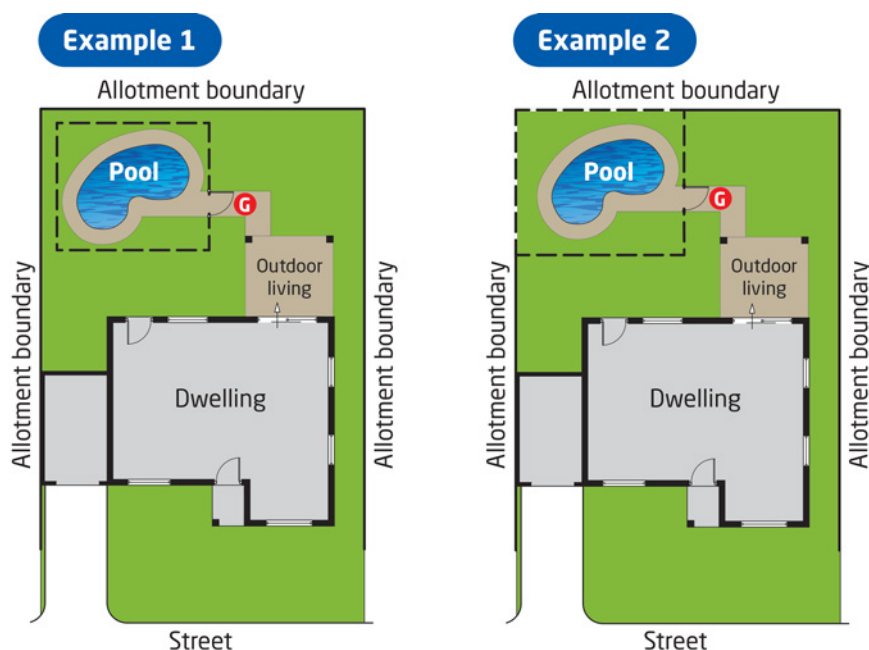 Example 1
Allotment boundary
Pool
G
Outdoor
living
Allotment boundary
Allotment boundary
Dwelling
Street
Example 2
Allotment boundary
Pool
G
Outdoor
living
Allotment boundary
Allotment boundary
Dwelling
Street